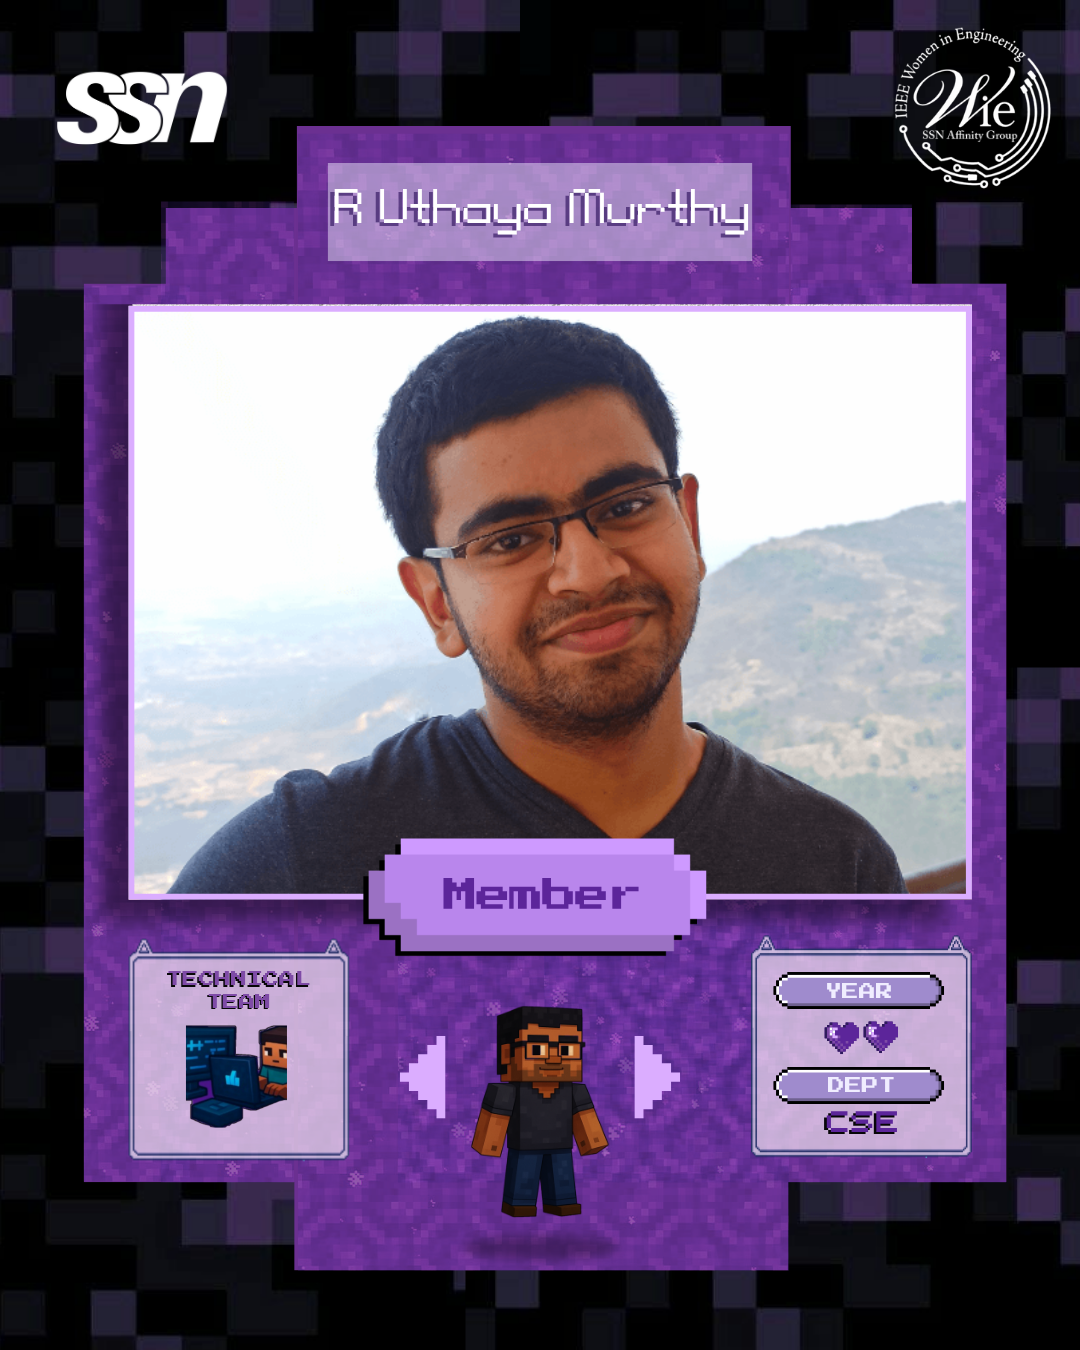 ssn
IEEE Women in Engineering
WiE
SSN Affinity Group
R Uthaya Murthy
Member
TECHNICAL
TEAM
YEAR
DEPT
CSE